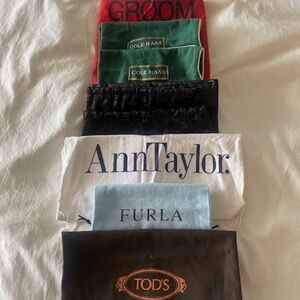 GROOM
COLE HAAN
COLE HAAN
AnnTaylor.
FURLA
TOD'S